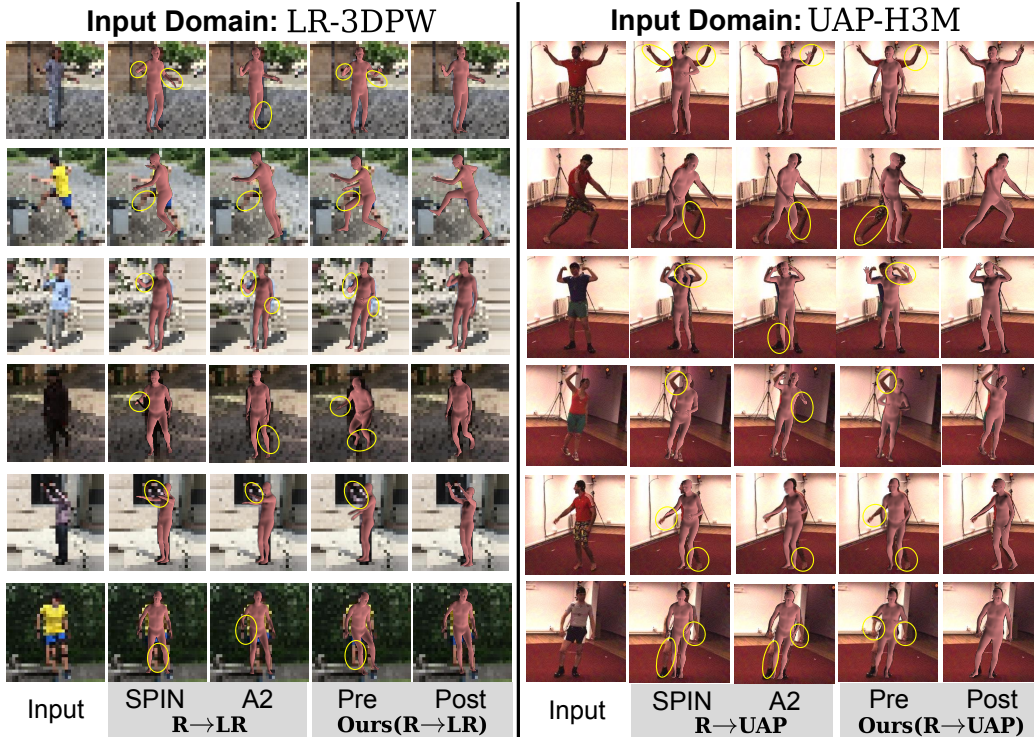 Input Domain: LR-3DPW
Input Domain: UAP-H3M
Input
SPIN
A2
Pre
Post
R→LR
Ours(R→LR)
Input
SPIN
A2
Pre
Post
R→UAP
Ours(R→UAP)